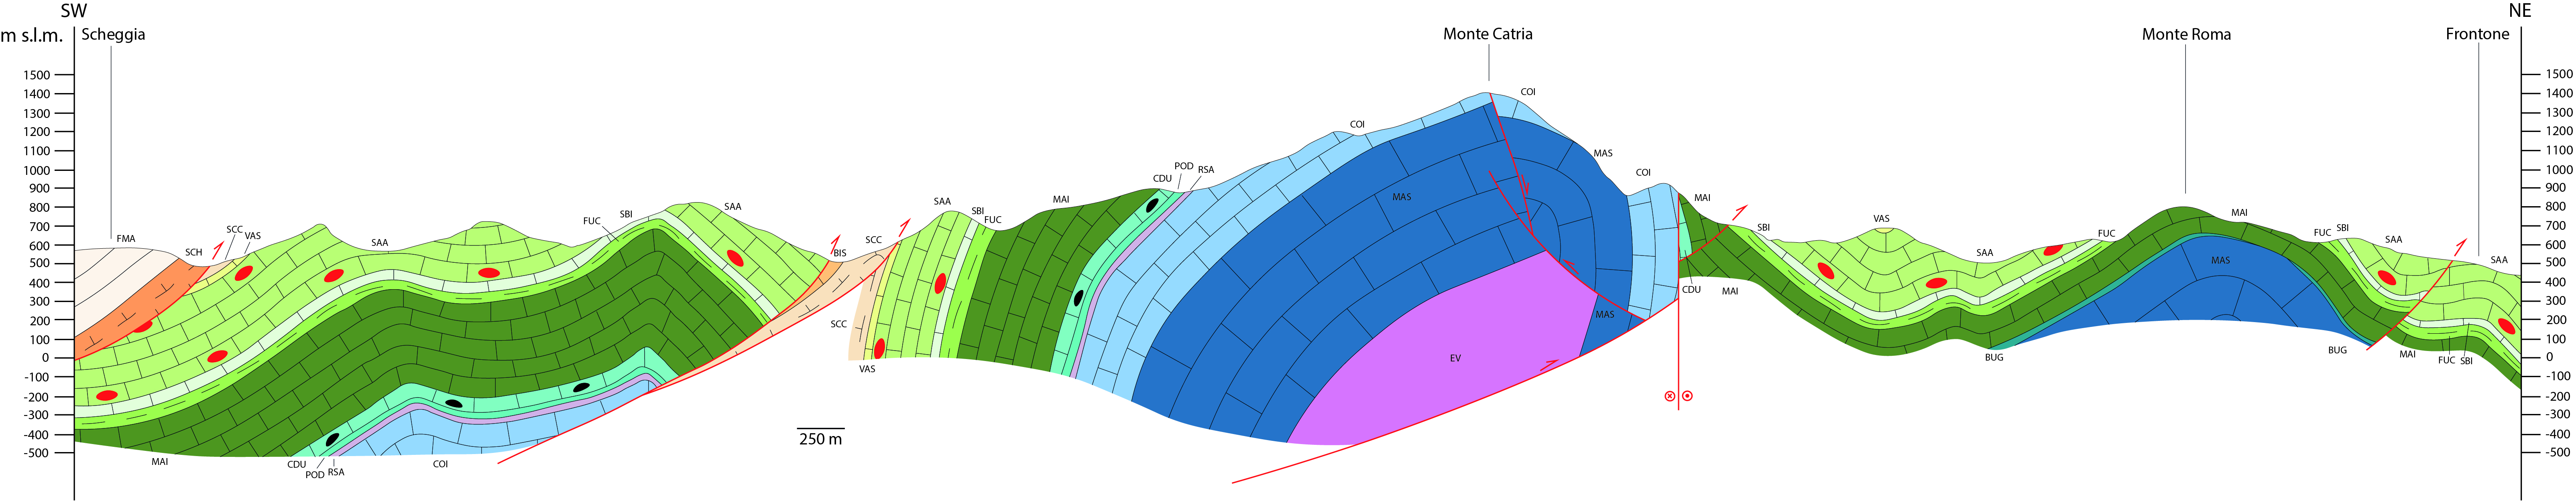 SW
NE
m s.l.m.
Scheggia
Monte Catria
Monte Roma
Frontone
1500
1400
1300
1200
1100
1000
900
800
700
600
500
400
300
200
100
0
-100
-200
-300
-400
-500
FMA
SCH
SCC
VAS
SAA
FUC
SBI
SAA
BIS
SCC
SCC
VAS
SAA
SBI
FUC
MAI
CDU
POD
RSA
COI
MAS
EV
COI
MAS
MAS
COI
MAI
CDU
MAI
SBI
VAS
SAA
FUC
BUG
MAI
MAS
FUC
SBI
SAA
BUG
MAI
FUC
SBI
SAA
MAI
CDU
POD
RSA
COI
250 m
1500
1400
1300
1200
1100
1000
900
800
700
600
500
400
300
200
100
0
-100
-200
-300
-400
-500